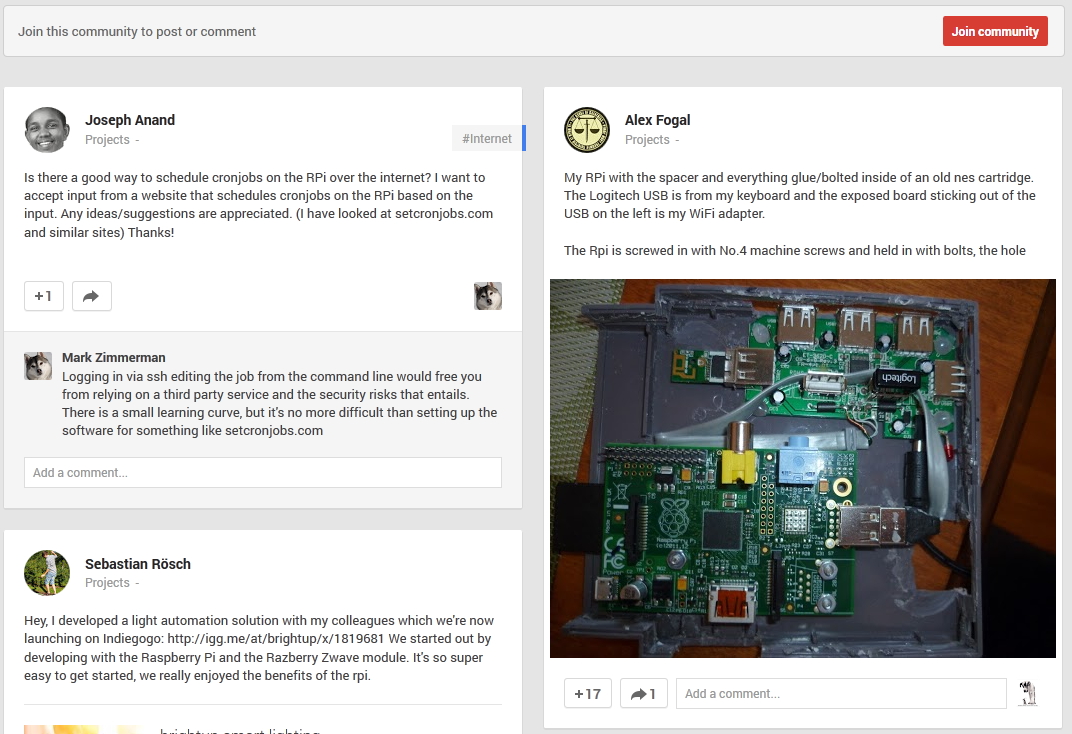 Join this community to post or comment
Join community
Joseph Anand
Projects -
#Internet
Is there a good way to schedule cronjobs on the RPi over the internet? I want to
accept input from a website that schedules cronjobs on the RPi based on the
input. Any ideas/suggestions are appreciated. (I have looked at setcronjobs.com
and similar sites) Thanks!
+1
Mark Zimmerman
Logging in via ssh editing the job from the command line would free you
from relying on a third party service and the security risks that entails.
There is a small learning curve, but it's no more difficult than setting up the
software for something like setcronjobs.com
Add a comment...
Sebastian Rösch
Projects -
Hey, I developed a light automation solution with my colleagues which we're now
launching on Indiegogo: http://igg.me/at/brightup/x/1819681 We started out by
developing with the Raspberry Pi and the Razberry Zwave module. It's so super
easy to get started, we really enjoyed the benefits of the rpi.
brightup smart lighting
Alex Fogal
Projects -
My RPi with the spacer and everything glue/bolted inside of an old nes cartridge.
The Logitech USB is from my keyboard and the exposed board sticking out of the
USB on the left is my WiFi adapter.
The Rpi is screwed in with No.4 machine screws and held in with bolts, the hole
Logitech
Raspberry Pi
+17
1
Add a comment...